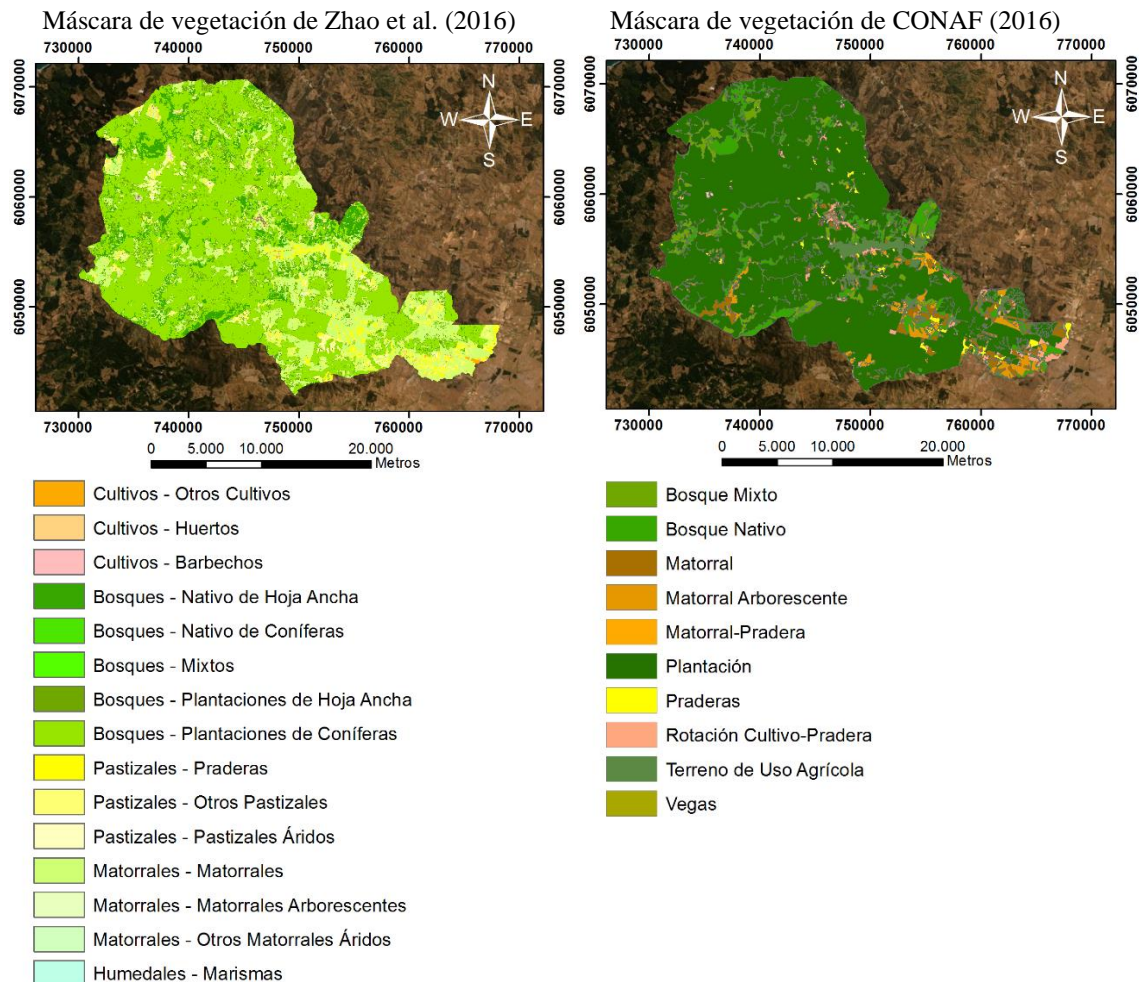 Máscara de vegetación de Zhao et al. (2016)
730000 740000 750000 760000 770000
6070000
6060000
6050000
N
W E
S
730000 740000 750000 760000 770000
0 5.000 10.000 20.000
Metros
Cultivos - Otros Cultivos
Cultivos - Huertos
Cultivos - Barbechos
Bosques - Nativo de Hoja Ancha
Bosques - Nativo de Coníferas
Bosques - Mixtos
Bosques - Plantaciones de Hoja Ancha
Bosques - Plantaciones de Coníferas
Pastizales - Praderas
Pastizales - Otros Pastizales
Pastizales - Pastizales Áridos
Matorrales - Matorrales
Matorrales - Matorrales Arborescentes
Matorrales - Otros Matorrales Áridos
Humedales - Marismas
Máscara de vegetación de CONAF (2016)
730000 740000 750000 760000 770000
6070000
6060000
6050000
N
W E
S
6070000
6060000
6050000
730000 740000 750000 760000 770000
0 5.000 10.000 20.000
Metros
Bosque Mixto
Bosque Nativo
Matorral
Matorral Arborescente
Matorral-Pradera
Plantación
Praderas
Rotación Cultivo-Pradera
Terreno de Uso Agrícola
Vegas